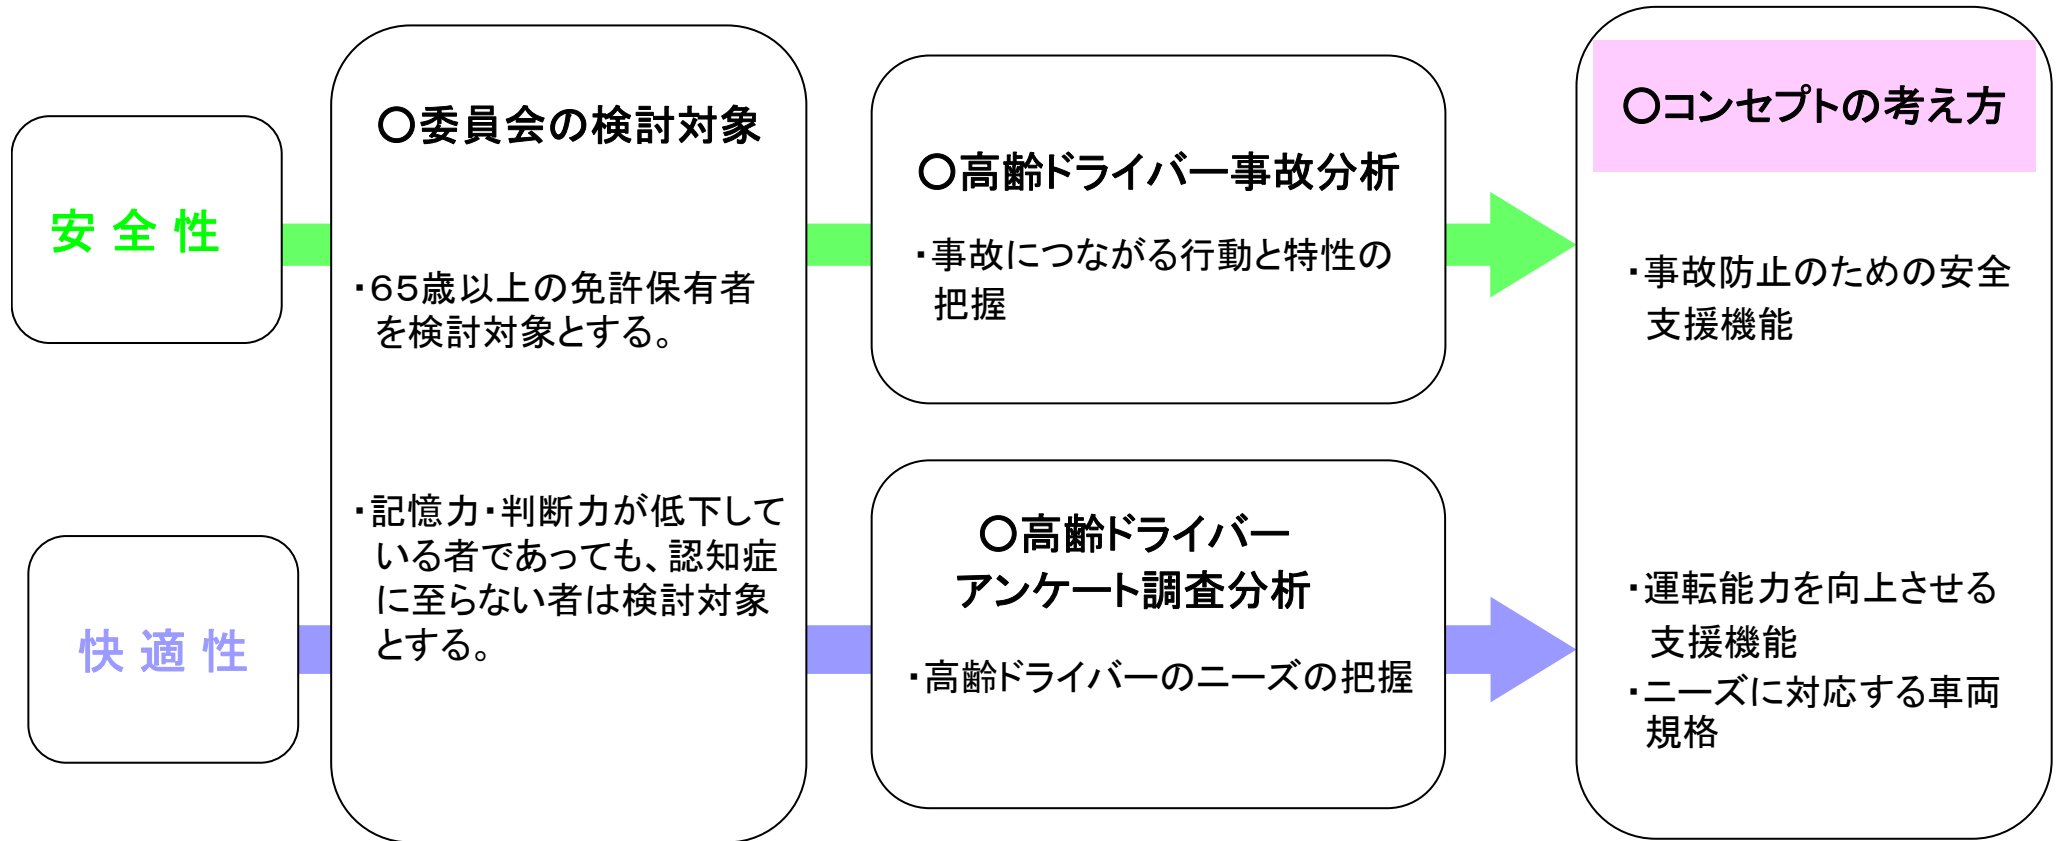 安全性
快適性
○委員会の検討対象
・65歳以上の免許保有者
を検討対象とする。
・記憶力・判断力が低下して
いる者であっても、認知症
に至らない者は検討対象
とする。
○高齢ドライバー事故分析
・事故につながる行動と特性の
把握
○高齢ドライバー
アンケート調査分析
・高齢ドライバーのニーズの把握
○コンセプトの考え方
・事故防止のための安全
支援機能
・運転能力を向上させる
支援機能
・ニーズに対応する車両
規格